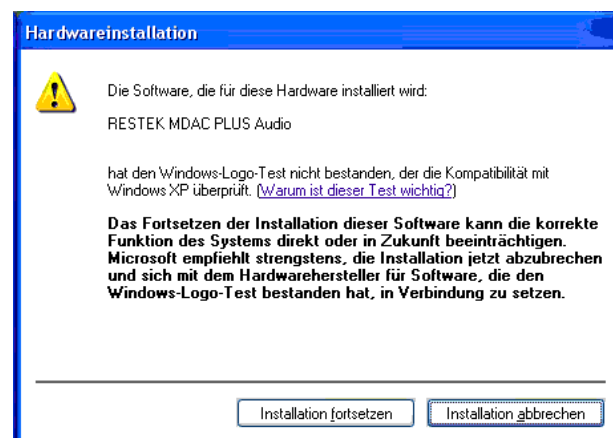 Hardwareinstallation
Die Software, die für diese Hardware installiert wird:
RESTEK MDAC PLUS Audio
hat den Windows-Logo-Test nicht bestanden, der die Kompatibilität mit
Windows XP überprüft. (Warum ist dieser Test wichtig?)
Das Fortsetzen der Installation dieser Software kann die korrekte
Funktion des Systems direkt oder in Zukunft beeinträchtigen.
Microsoft empfiehlt strengstens, die Installation jetzt abzubrechen
und sich mit dem Hardwarehersteller für Software, die den
Windows-Logo-Test bestanden hat, in Verbindung zu setzen.
Installation fortsetzen
Installation abbrechen